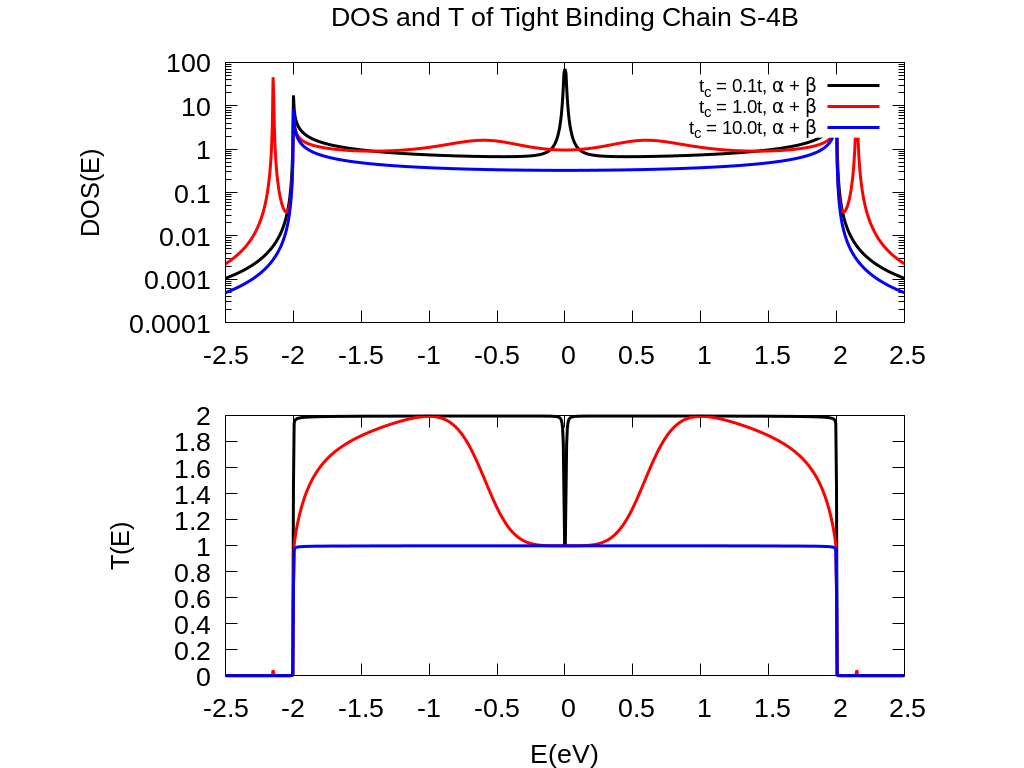 DOS and T of Tight Binding Chain S-4B
DOS(E)
100
10
1
0.1
0.01
0.001
0.0001
t_c = 0.1t, α + β
t_c = 1.0t, α + β
t_c = 10.0t, α + β
-2.5 -2 -1.5 -1 -0.5 0 0.5 1 1.5 2 2.5
T(E)
2
1.8
1.6
1.4
1.2
1
0.8
0.6
0.4
0.2
0
-2.5 -2 -1.5 -1 -0.5 0 0.5 1 1.5 2 2.5
E(eV)